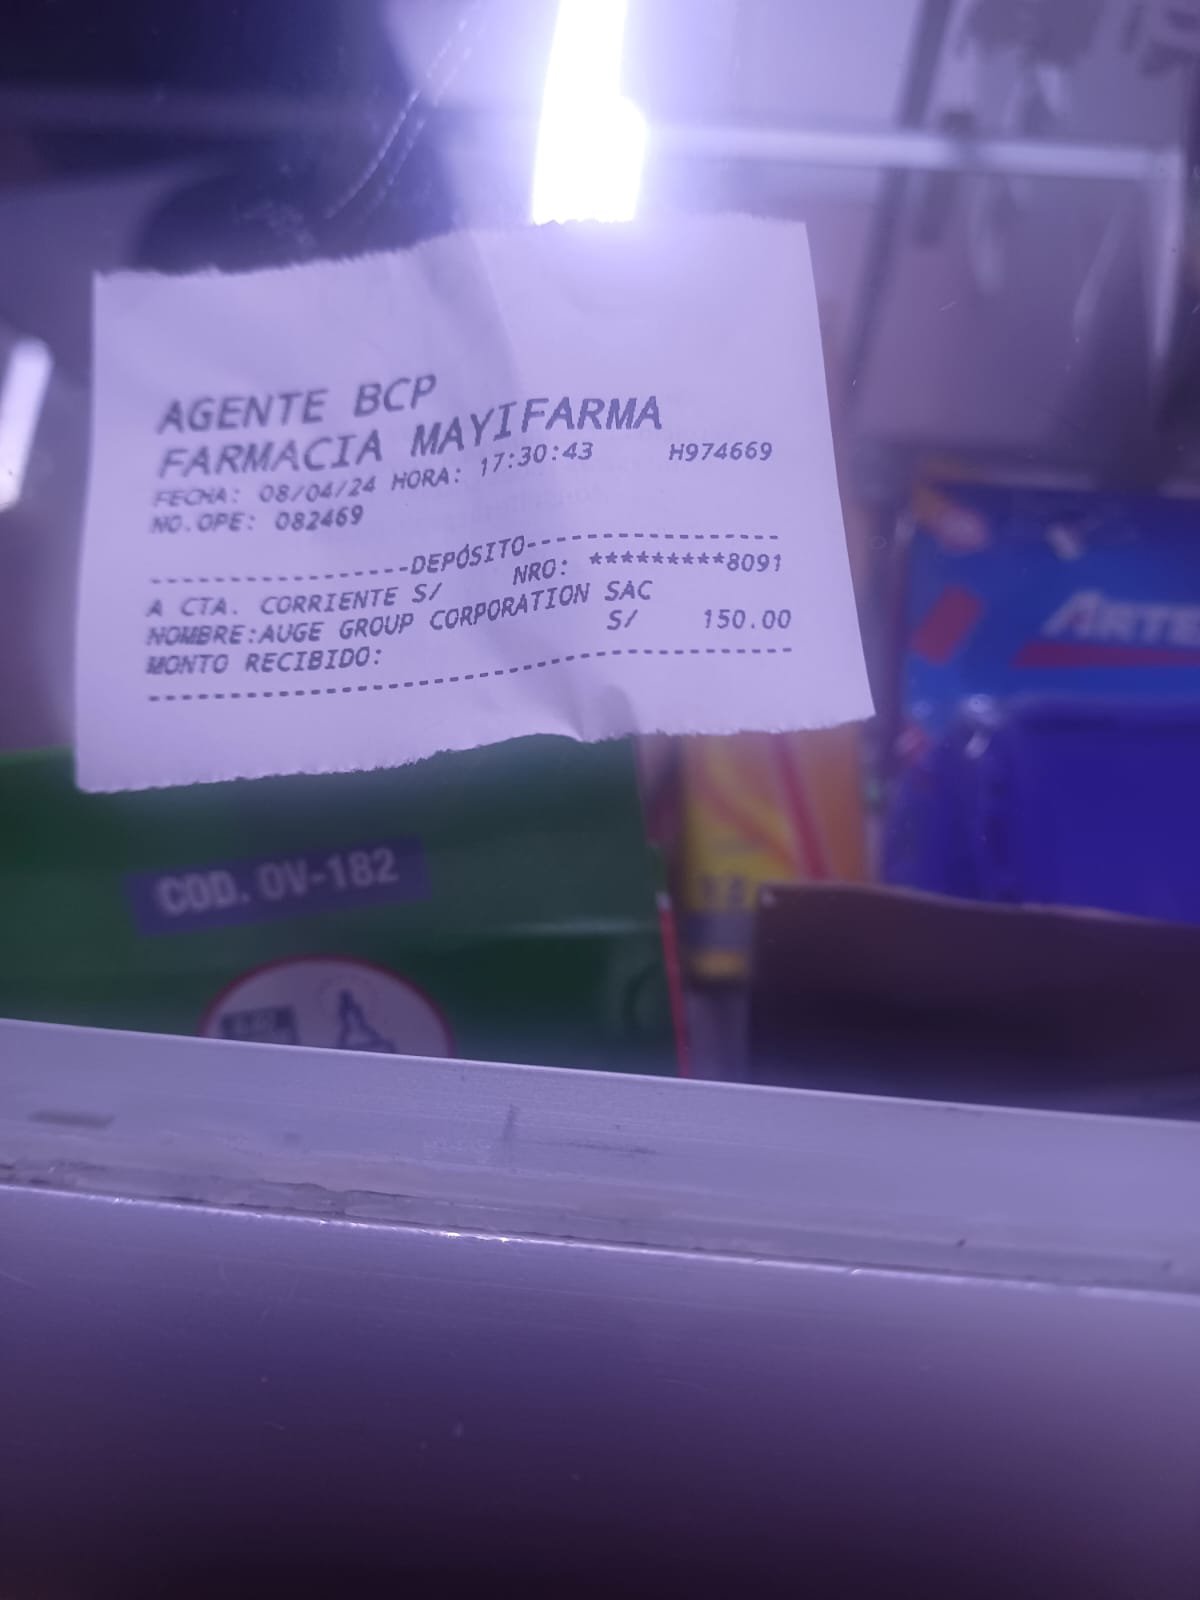 AGENTE BCP
FARMACIA MAYIFARMA
FECHA: 08/04/24 HORA: 17:30:43 H974669
NO.OPE: 082469
-----------------DEPÓSITO-----------------
A CTA. CORRIENTE S/ NRO: *********8091
NOMBRE:AUGE GROUP CORPORATION SAC
MONTO RECIBIDO: S/ 150.00
ARTE
COD. OV-182